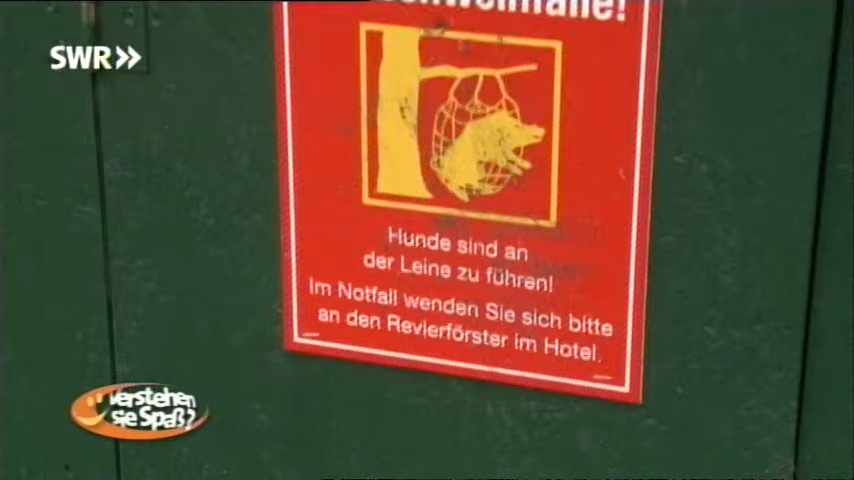 SWR
Hunde sind an
der Leine zu führen!
Im Notfall wenden Sie sich bitte
an den Revierförster im Hotel.
verstehen
sie Spaß?